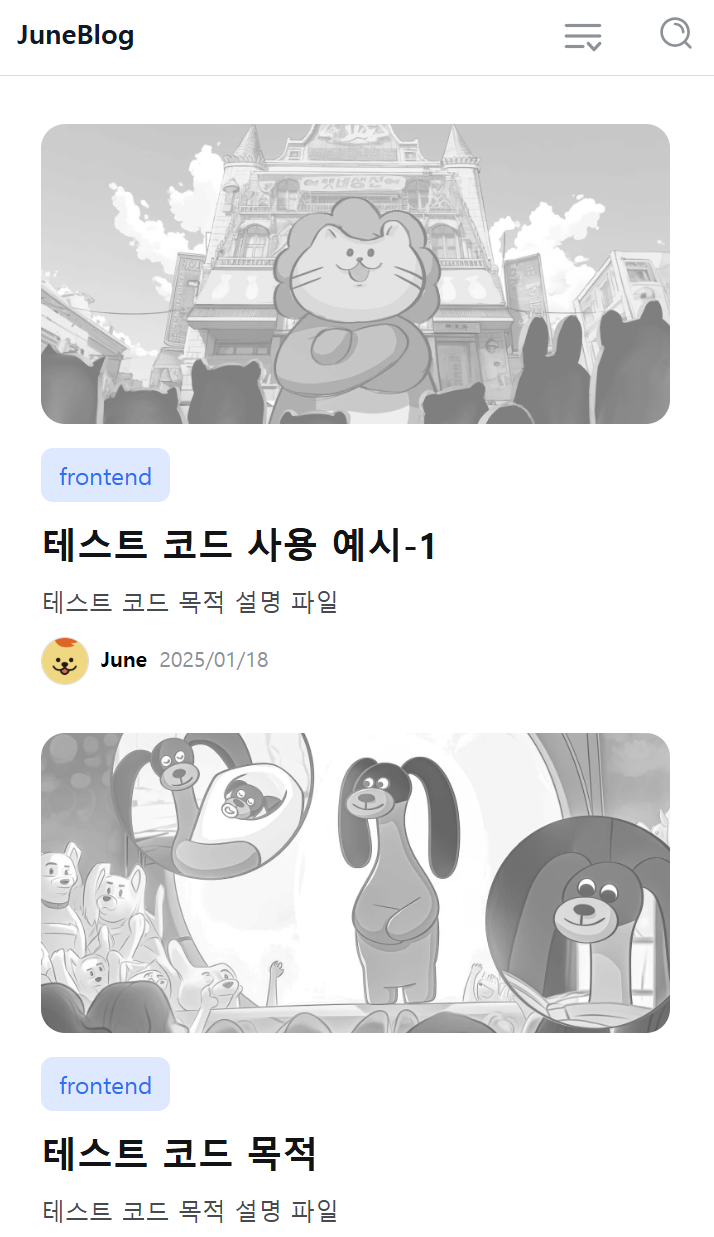 JuneBlog
frontend
테스트 코드 사용 예시-1
테스트 코드 목적 설명 파일
June 2025/01/18
frontend
테스트 코드 목적
테스트 코드 목적 설명 파일